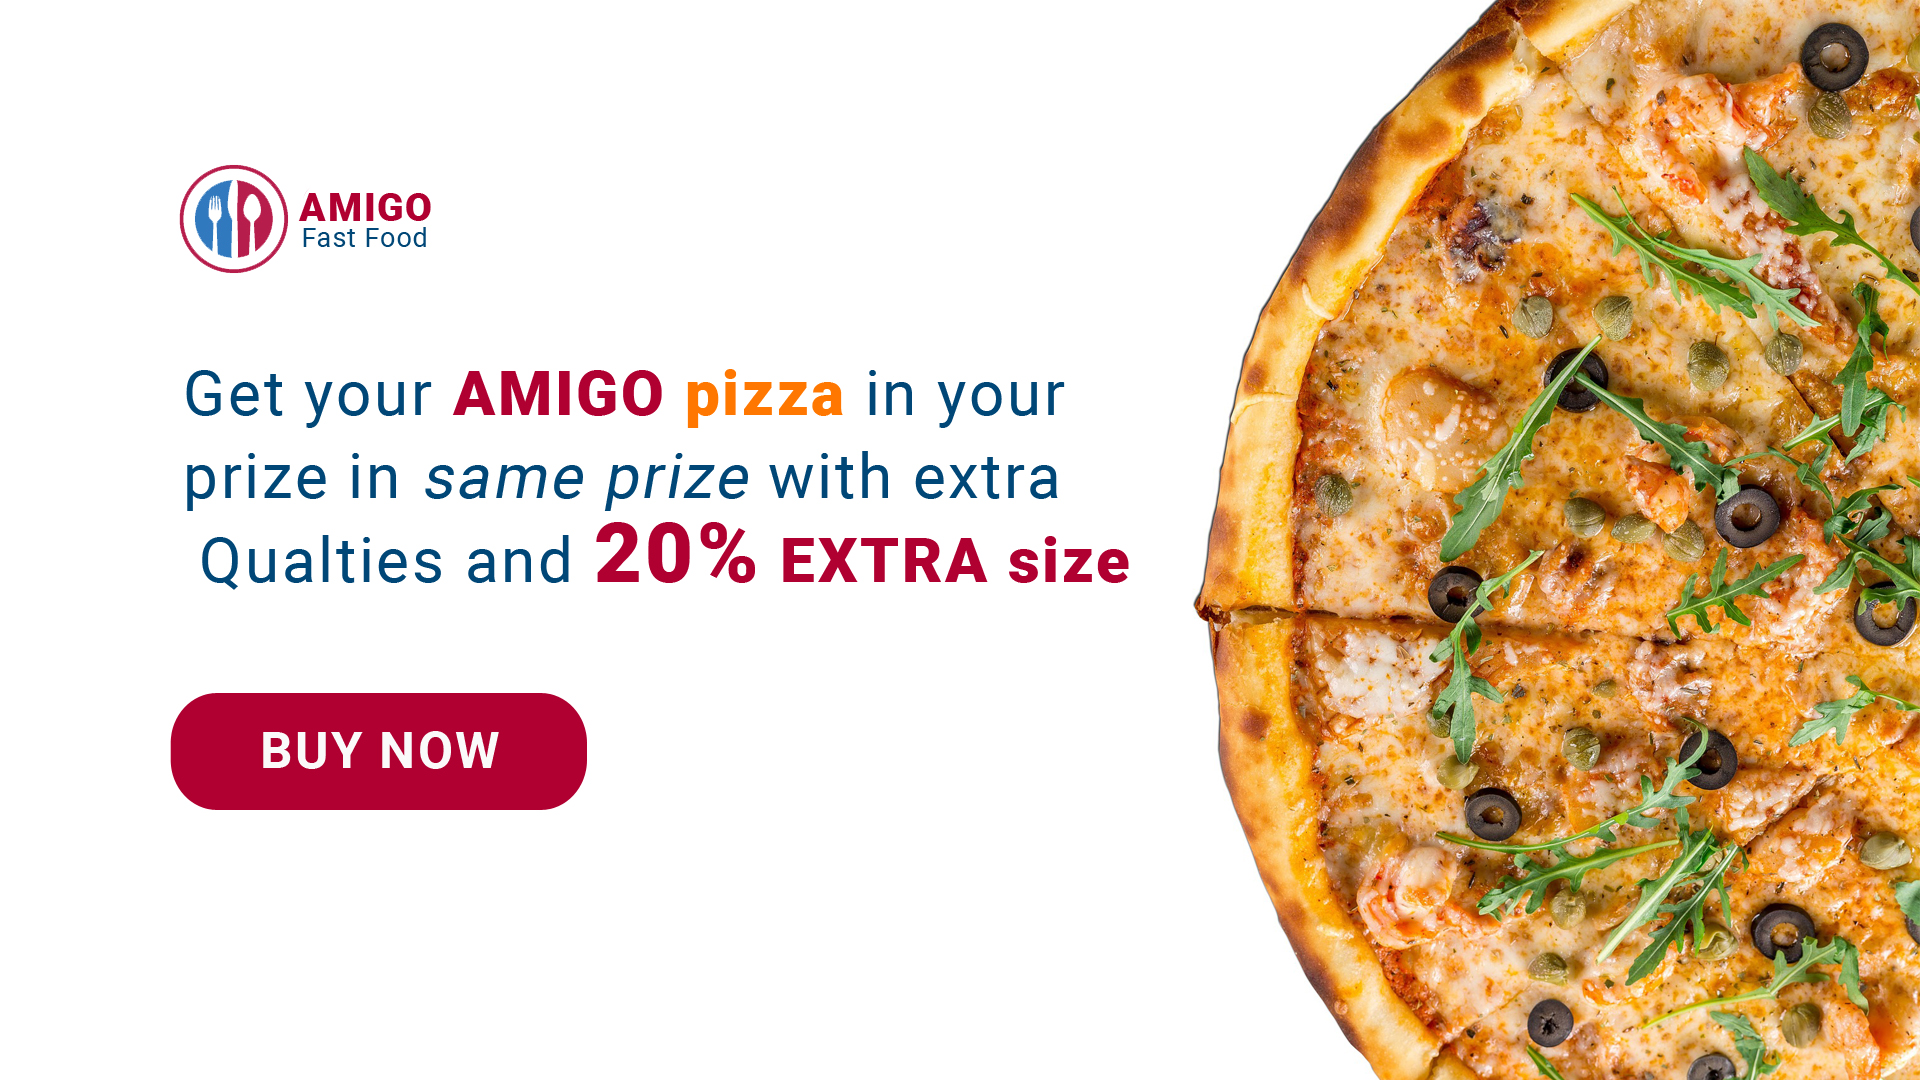 AMIGO
Fast Food
Get your AMIGO pizza in your
prize in same prize with extra
Qualties and 20% EXTRA size
BUY NOW